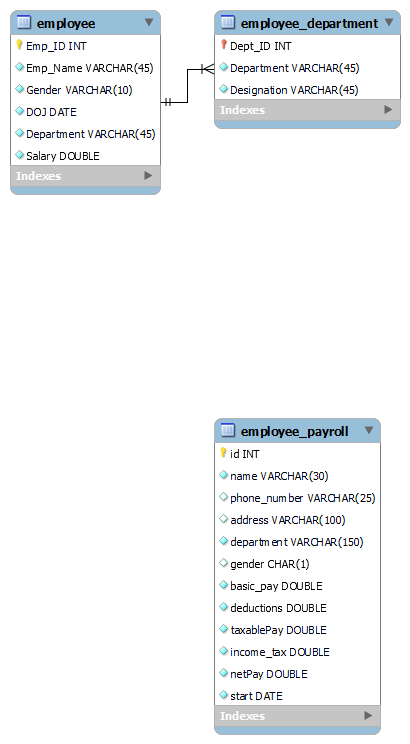 employee
Emp_ID INT
Emp_Name VARCHAR(45)
Gender VARCHAR(10)
DOJ DATE
Department VARCHAR(45)
Salary DOUBLE
Indexes
employee_department
Dept_ID INT
Department VARCHAR(45)
Designation VARCHAR(45)
Indexes
employee_payroll
id INT
name VARCHAR(30)
phone_number VARCHAR(25)
address VARCHAR(100)
department VARCHAR(150)
gender CHAR(1)
basic_pay DOUBLE
deductions DOUBLE
taxablePay DOUBLE
income_tax DOUBLE
netPay DOUBLE
start DATE
Indexes